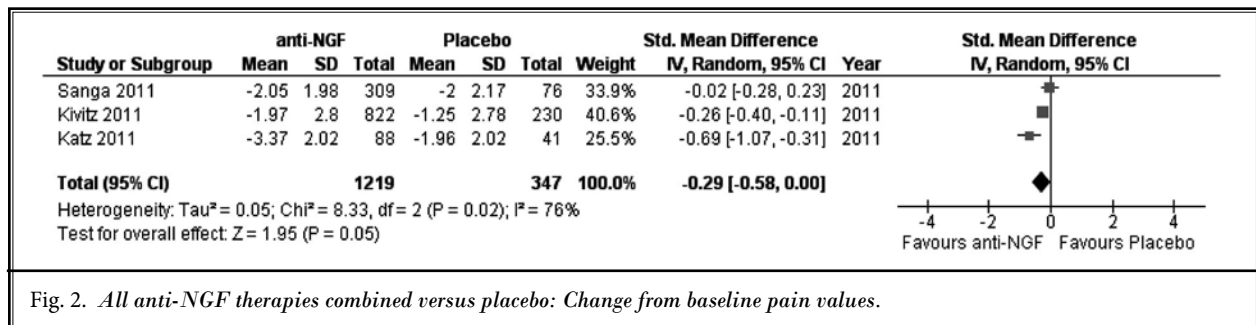 anti-NGF Placebo Std. Mean Difference Std. Mean Difference
Study or Subgroup Mean SD Total Mean SD Total Weight IV, Random, 95% CI Year IV, Random, 95% CI
Sanga 2011 -2.05 1.98 309 -2 2.17 76 33.9% -0.02 [-0.28, 0.23] 2011
Kivitz 2011 -1.97 2.8 822 -1.25 2.78 230 40.6% -0.26 [-0.40, -0.11] 2011
Katz 2011 -3.37 2.02 88 -1.96 2.02 41 25.5% -0.69 [-1.07, -0.31] 2011
Total (95% CI) 1219 347 100.0% -0.29 [-0.58, 0.00]
Heterogeneity: Tau² = 0.05; Chi² = 8.33, df = 2 (P = 0.02); I² = 76%
Test for overall effect: Z = 1.95 (P = 0.05)
-4 -2 0 2 4
Favours anti-NGF Favours Placebo
Fig. 2. All anti-NGF therapies combined versus placebo: Change from baseline pain values.